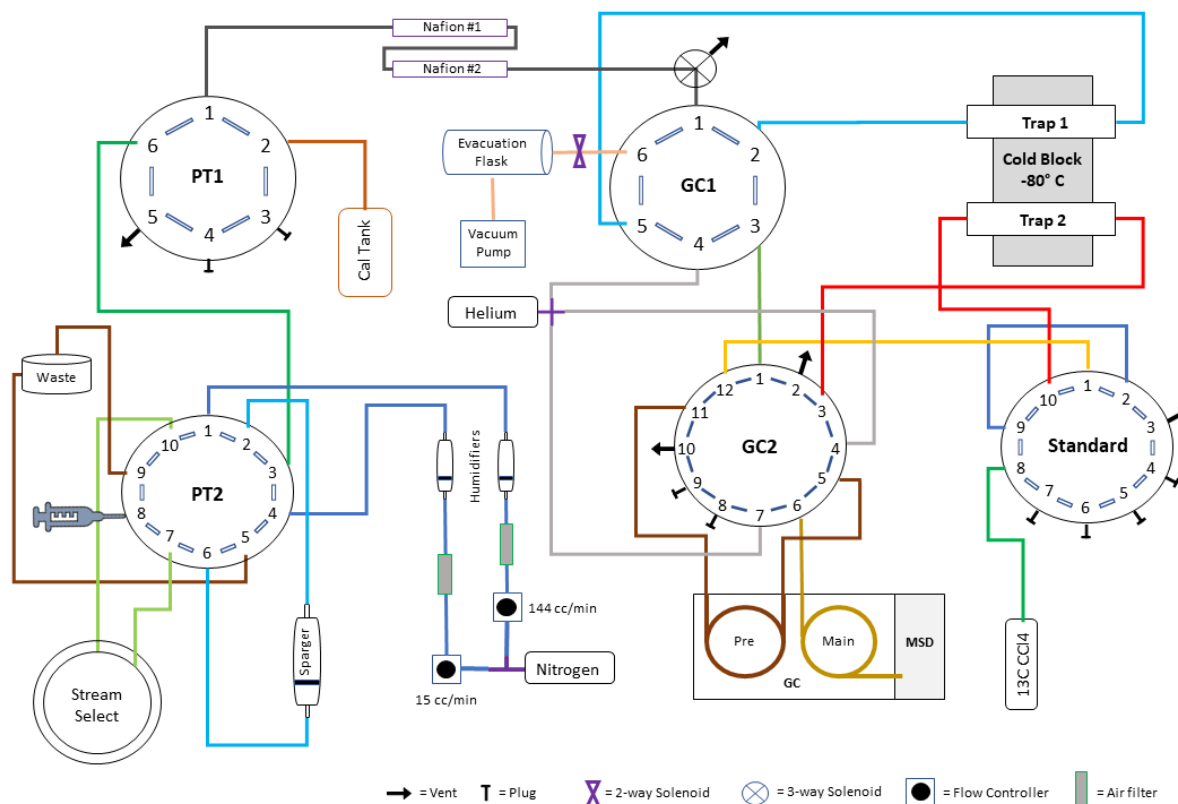 Nafion #1
Nafion #2
1
2
3
4
5
6
PT1
Cal Tank
Evacuation
Flask
Vacuum
Pump
1
2
3
4
5
6
GC1
Trap 1
Cold Block
-80° C
Trap 2
Helium
Waste
1
2
3
4
5
6
7
8
9
10
PT2
Humidifiers
144 cc/min
15 cc/min
Nitrogen
Sparger
Stream
Select
1
2
3
4
5
6
7
8
9
10
11
12
GC2
1
2
3
4
5
6
7
8
9
10
Standard
Pre
Main
MSD
GC
13C CCl4
= Vent
= Plug
= 2-way Solenoid
= 3-way Solenoid
= Flow Controller
= Air filter